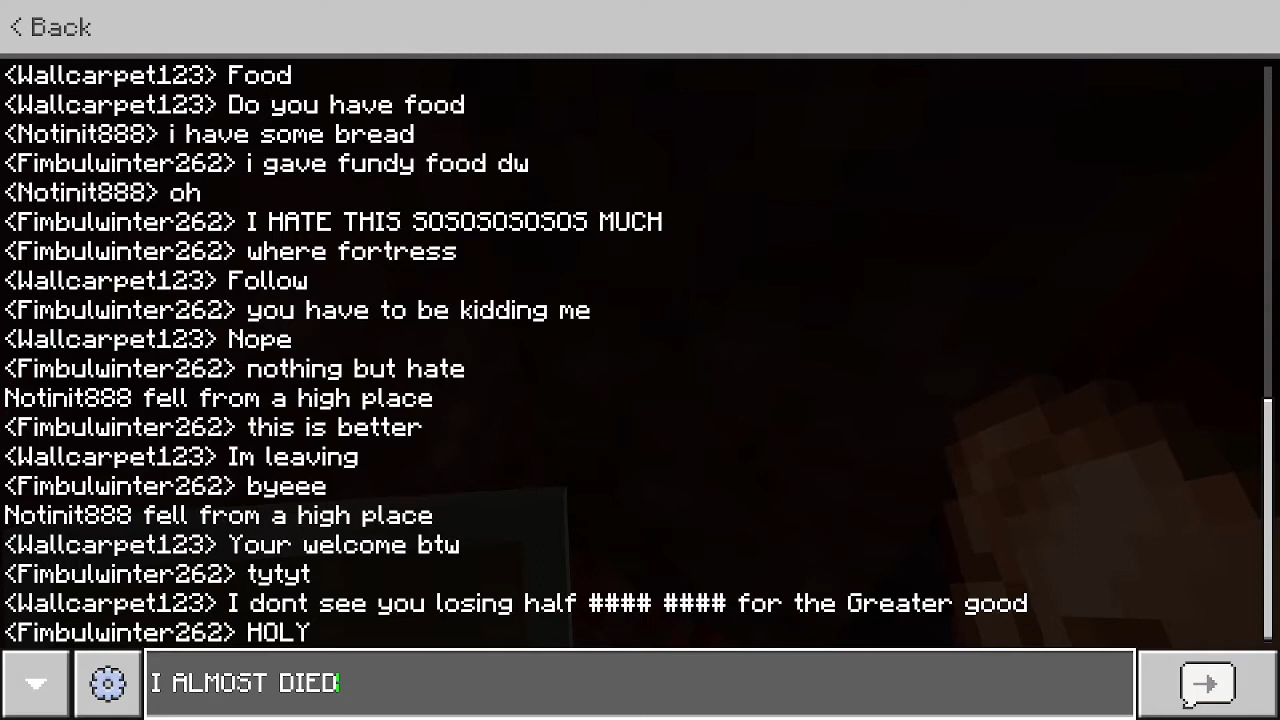 < Back
<Wallcarpet123> Food
<Wallcarpet123> Do you have food
<Notinit888> i have some bread
<Fimbulwinter262> i gave fundy food dw
<Notinit888> oh
<Fimbulwinter262> I HATE THIS SOSOSOSOSOS MUCH
<Fimbulwinter262> where fortress
<Wallcarpet123> Follow
<Fimbulwinter262> you have to be kidding me
<Wallcarpet123> Nope
<Fimbulwinter262> nothing but hate
Notinit888 fell from a high place
<Fimbulwinter262> this is better
<Wallcarpet123> Im leaving
<Fimbulwinter262> byeee
Notinit888 fell from a high place
<Wallcarpet123> Your welcome btw
<Fimbulwinter262> tytyt
<Wallcarpet123> I dont see you losing half #### #### for the Greater good
<Fimbulwinter262> HOLY
I ALMOST DIED